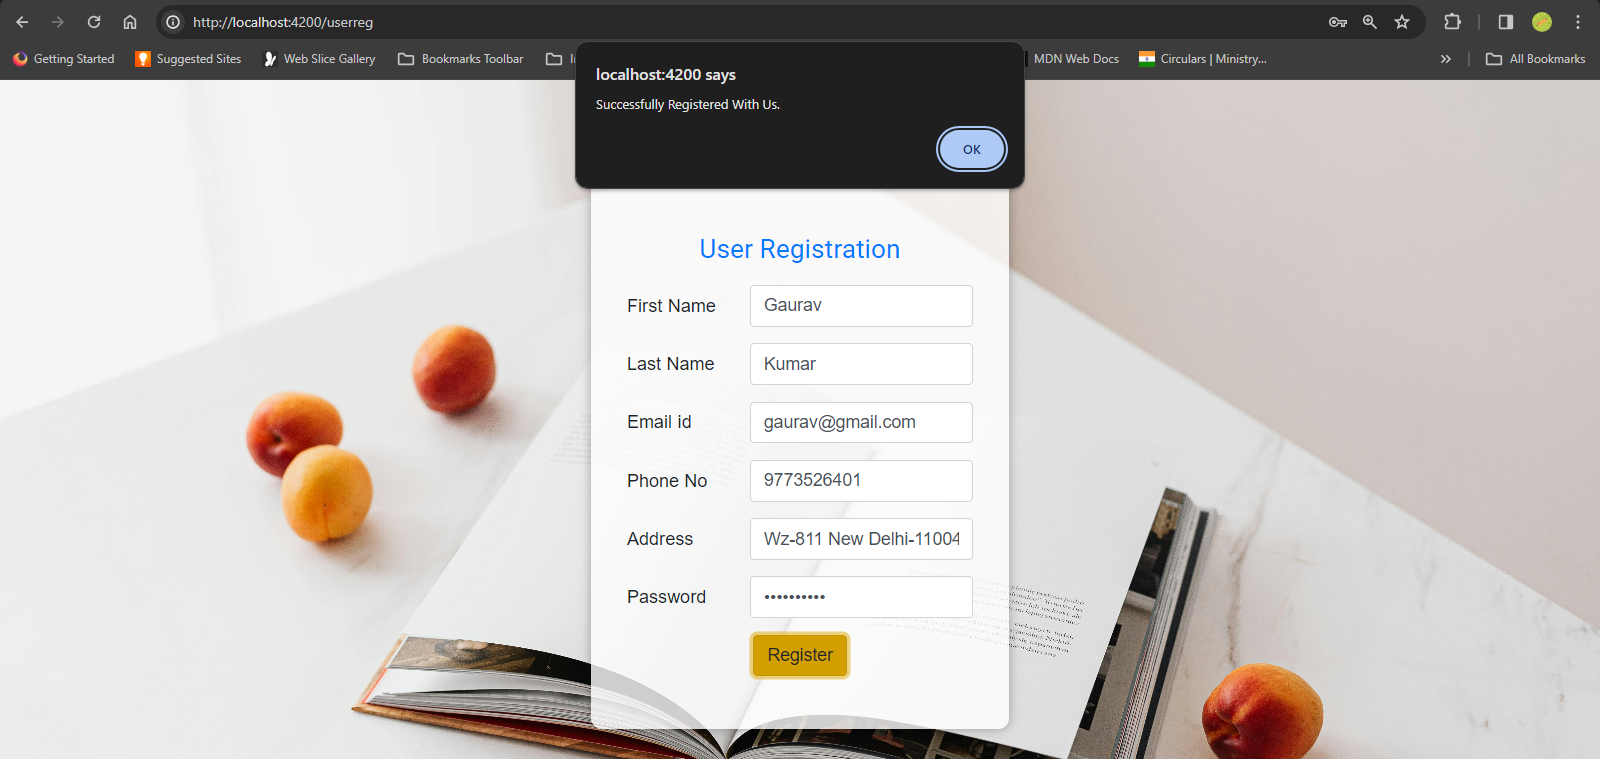 http://localhost:4200/userreg
Getting Started
Suggested Sites
Web Slice Gallery
Bookmarks Toolbar
MDN Web Docs
Circulars | Ministry...
All Bookmarks
localhost:4200 says
Successfully Registered With Us.
OK
User Registration
First Name Gaurav
Last Name Kumar
Email id gaurav@gmail.com
Phone No 9773526401
Address Wz-811 New Delhi-11004
Password ••••••••••
Register